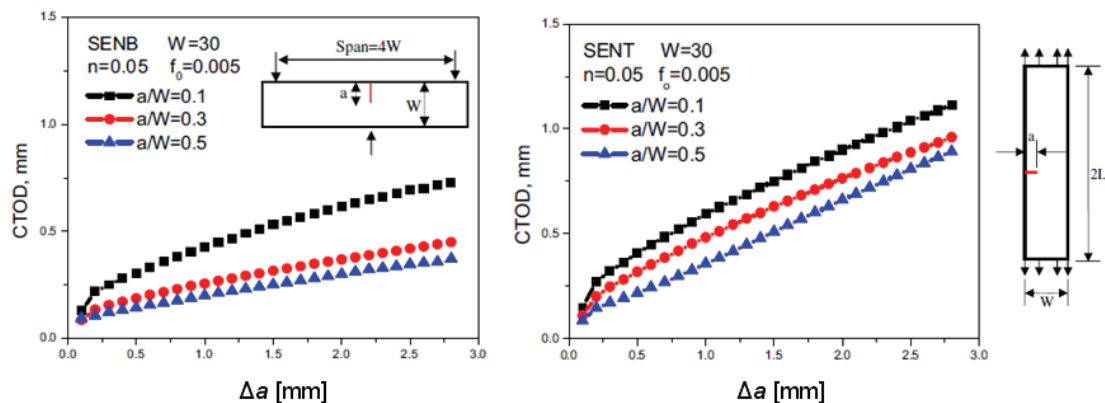 SENB W=30
n=0.05 f₀=0.005
a/W=0.1
a/W=0.3
a/W=0.5
Span=4W
a
W
CTOD, mm
1.5
1.0
0.5
0.0
0.0 0.5 1.0 1.5 2.0 2.5 3.0
Δa [mm]
SENT W=30
n=0.05 f₀=0.005
a/W=0.1
a/W=0.3
a/W=0.5
CTOD, mm
1.5
1.0
0.5
0.0
0.0 0.5 1.0 1.5 2.0 2.5 3.0
Δa [mm]
a
2L
W